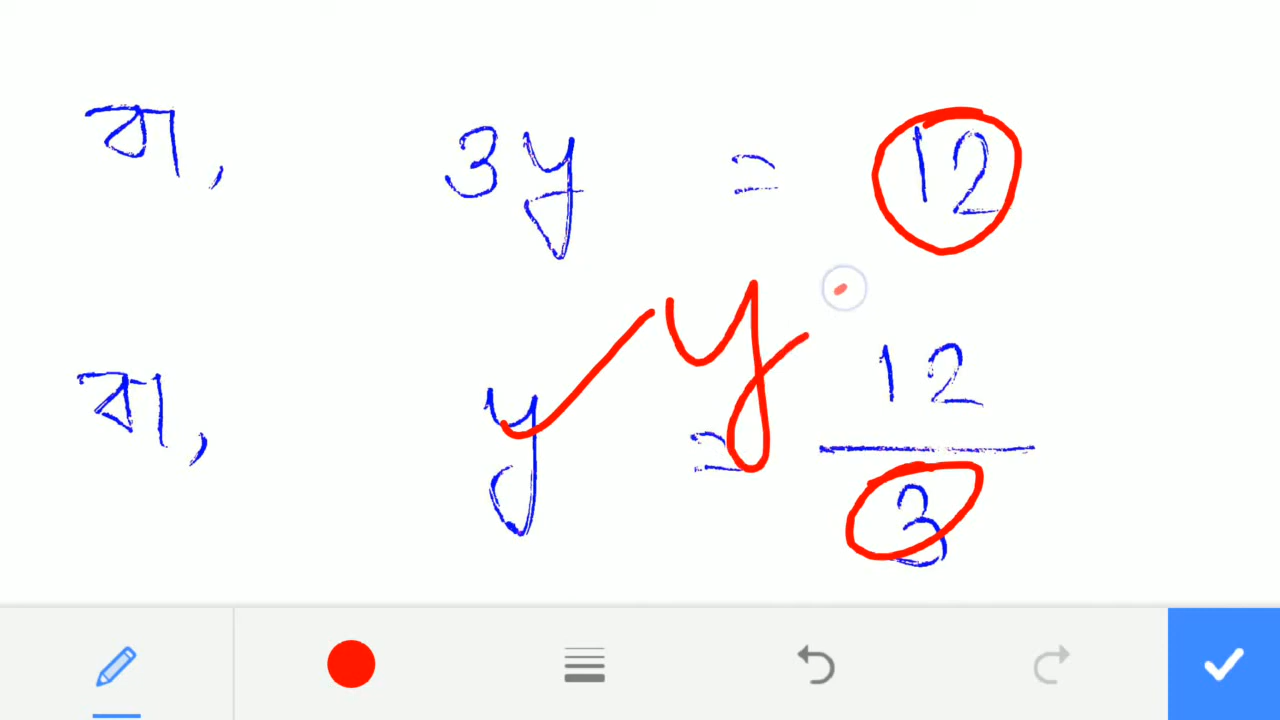 বা, 3y = 12
y
বা, y = 12/3